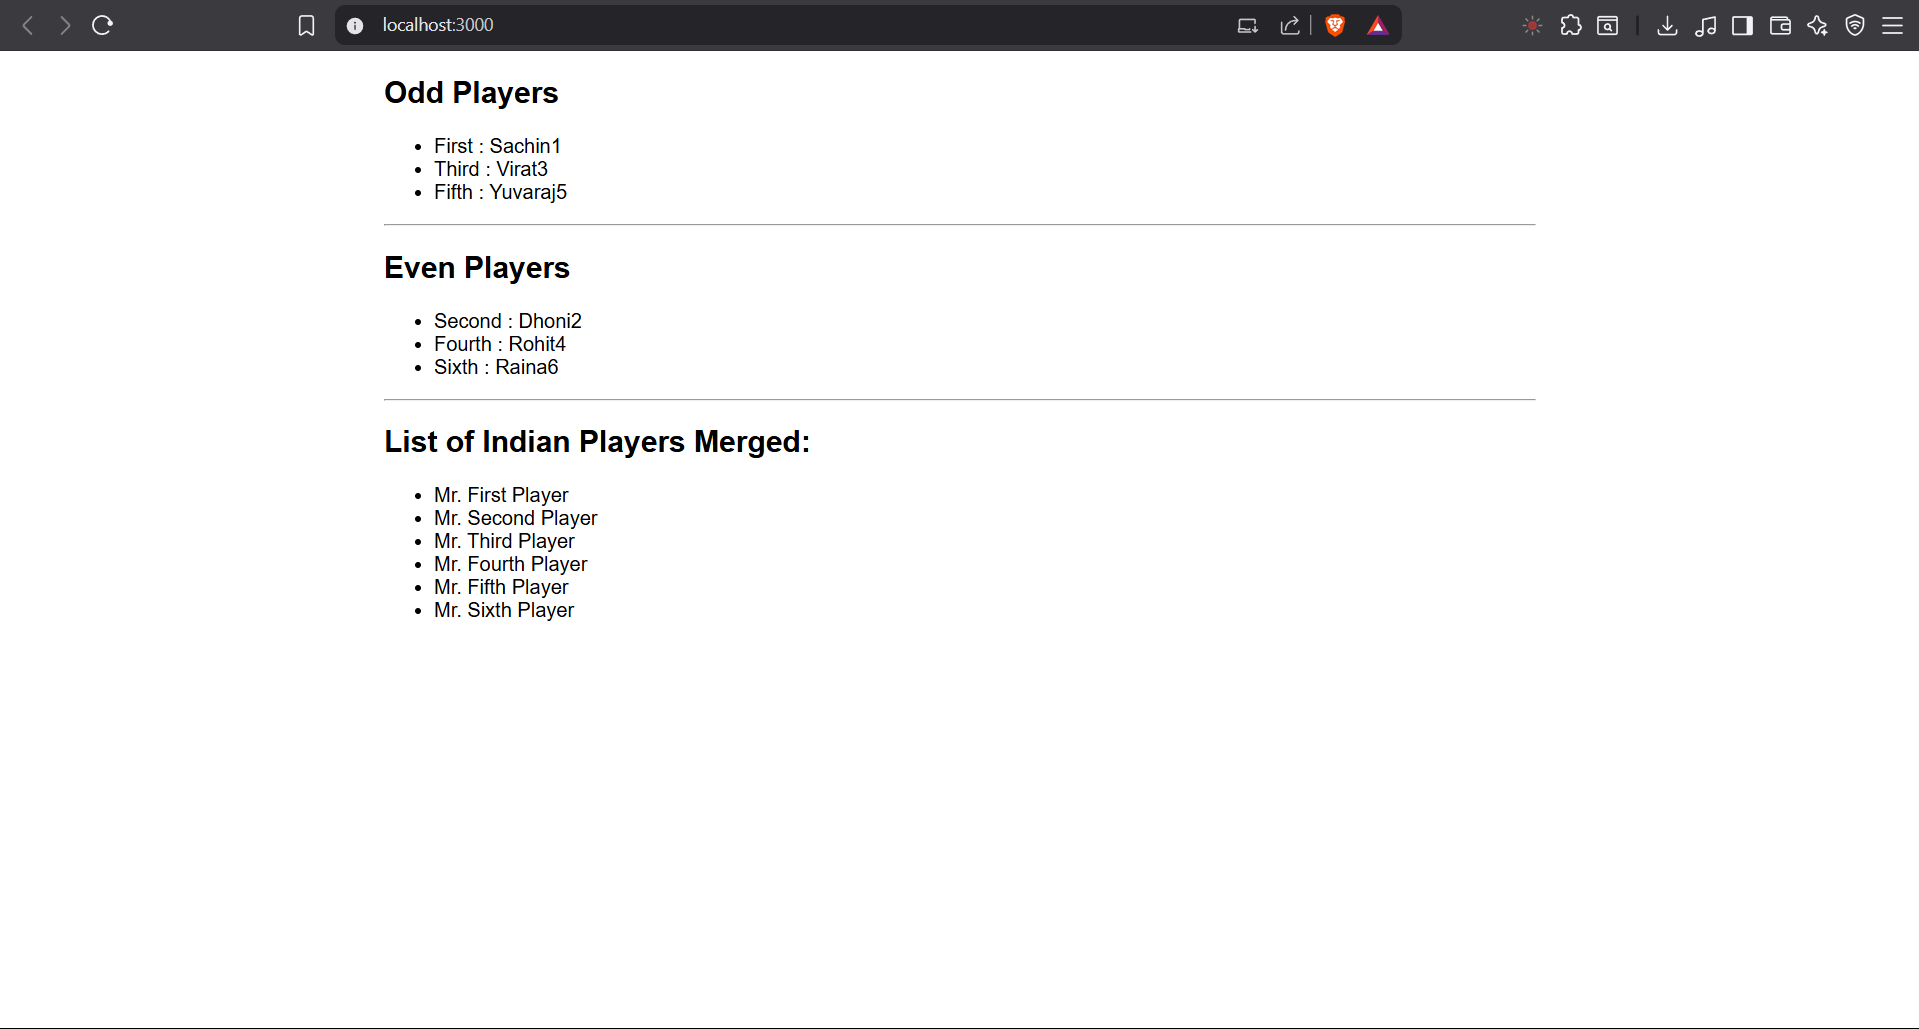 localhost:3000
Odd Players
• First : Sachin1
• Third : Virat3
• Fifth : Yuvaraj5
Even Players
• Second : Dhoni2
• Fourth : Rohit4
• Sixth : Raina6
List of Indian Players Merged:
• Mr. First Player
• Mr. Second Player
• Mr. Third Player
• Mr. Fourth Player
• Mr. Fifth Player
• Mr. Sixth Player